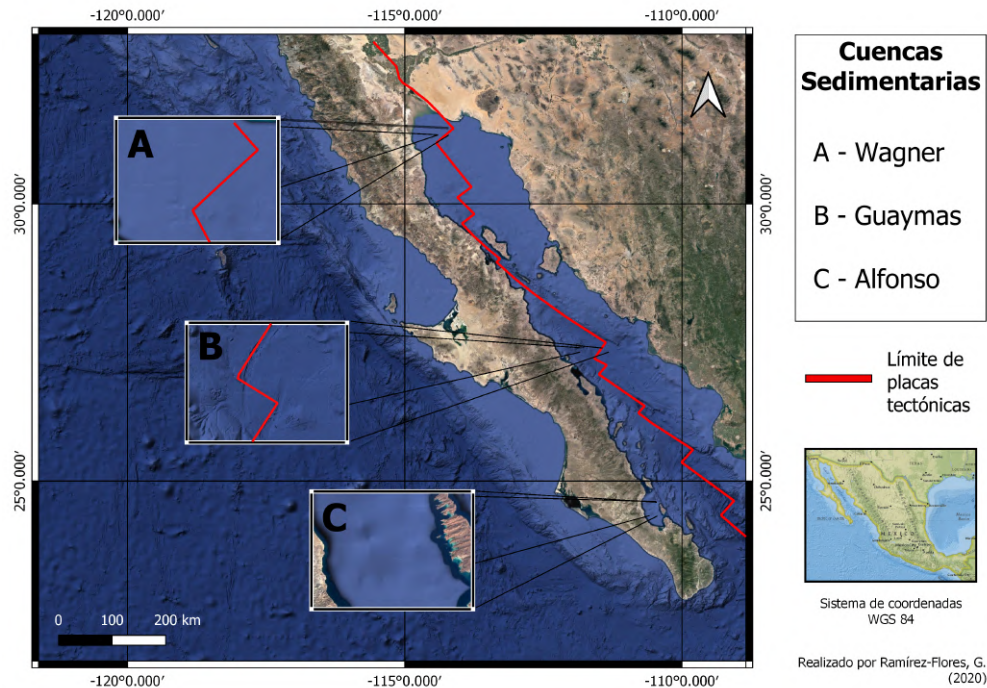 -120°0.000′
-115°0.000′
-110°0.000′
30°0.000′
25°0.000′
30°0.000′
25°0.000′
A
B
C
0 100 200 km
-120°0.000′
-115°0.000′
-110°0.000′
Cuencas
Sedimentarias
A - Wagner
B - Guaymas
C - Alfonso
Límite de
placas
tectónicas
Sistema de coordenadas
WGS 84
Realizado por Ramírez-Flores, G.
(2020)